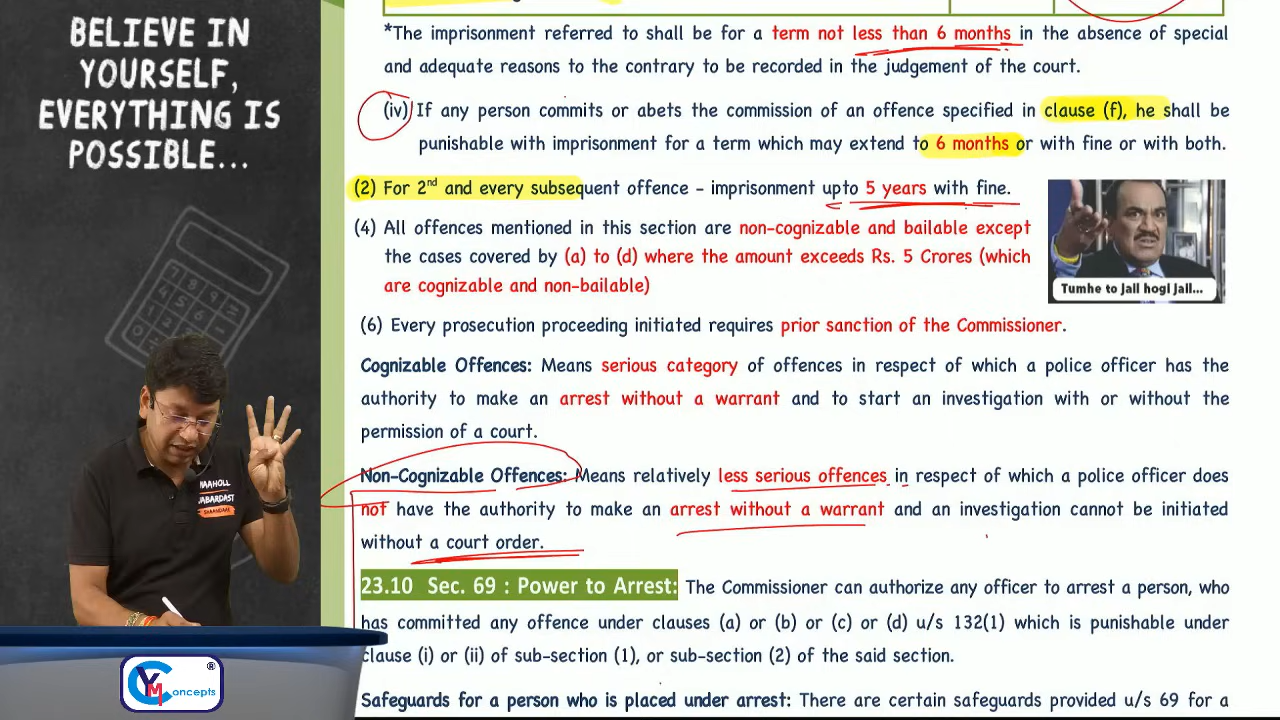 BELIEVE IN
YOURSELF,
EVERYTHING IS
POSSIBLE...
*The imprisonment referred to shall be for a term not less than 6 months in the absence of special
and adequate reasons to the contrary to be recorded in the judgement of the court.
(iv) If any person commits or abets the commission of an offence specified in clause (f), he shall be
punishable with imprisonment for a term which may extend to 6 months or with fine or with both.
(2) For 2nd and every subsequent offence – imprisonment upto 5 years with fine.
(4) All offences mentioned in this section are non-cognizable and bailable except
the cases covered by (a) to (d) where the amount exceeds Rs. 5 Crores (which
are cognizable and non-bailable)
Tumhe to jail hogi jail...
(6) Every prosecution proceeding initiated requires prior sanction of the Commissioner.
Cognizable Offences: Means serious category of offences in respect of which a police officer has the
authority to make an arrest without a warrant and to start an investigation with or without the
permission of a court.
Non-Cognizable Offences: Means relatively less serious offences in respect of which a police officer does
not have the authority to make an arrest without a warrant and an investigation cannot be initiated
without a court order.
23.10 Sec. 69 : Power to Arrest: The Commissioner can authorize any officer to arrest a person, who
has committed any offence under clauses (a) or (b) or (c) or (d) u/s 132(1) which is punishable under
clause (i) or (ii) of sub-section (1), or sub-section (2) of the said section.
Safeguards for a person who is placed under arrest: There are certain safeguards provided u/s 69 for a
MAAHOLL
JABARDAST
CYM Concepts ®